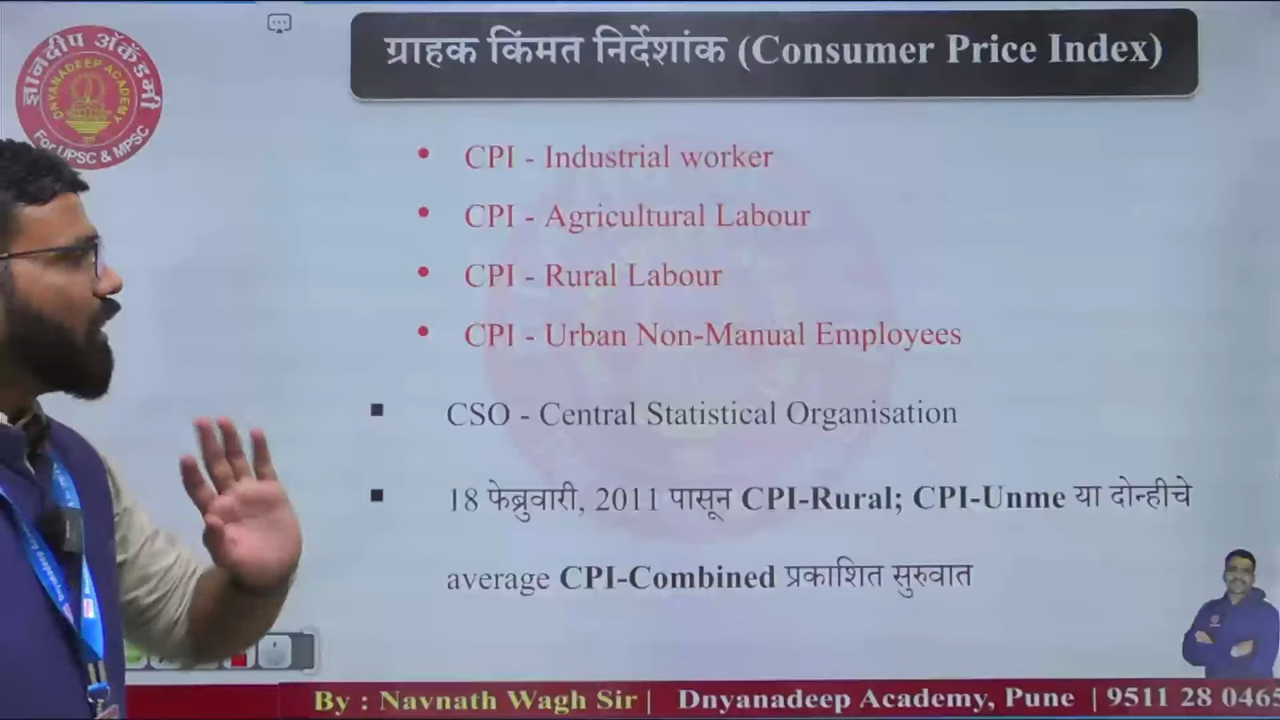 ग्राहक किंमत निर्देशांक (Consumer Price Index)
ज्ञानदीप अ‍ॅकॅडमी
DNYANADEEP ACADEMY
For UPSC & MPSC
• CPI - Industrial worker
• CPI - Agricultural Labour
• CPI - Rural Labour
• CPI - Urban Non-Manual Employees
▪ CSO - Central Statistical Organisation
▪ 18 फेब्रुवारी, 2011 पासून CPI-Rural; CPI-Unme या दोन्हीचे
average CPI-Combined प्रकाशित सुरुवात
By : Navnath Wagh Sir | Dnyanadeep Academy, Pune | 9511 28 0465